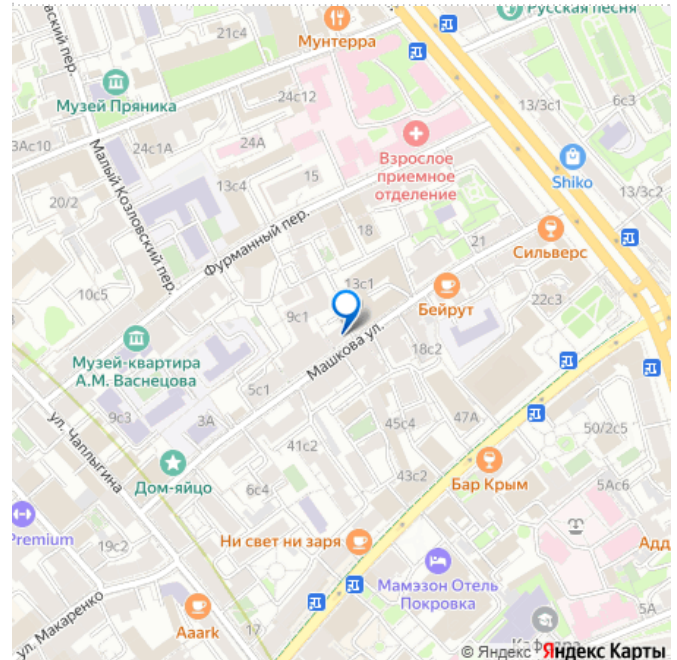 Русская песня
21с4
Мунтерра
вский пер.
Музей Пряника
24с12
13/3с1
6с3
3Ас10
24с1А
24А
Взрослое
приемное
отделение
Shiko
15
13с4
20/2
13/3с2
Малый Козловский пер.
Фурманный пер.
18
21
Сильверс
10с5
13с1
Бейрут
22с3
9с1
Музей-квартира
А.М. Васнецова
Машкова ул.
18с2
5с1
9с3
3А
45с4
47А
50/2с5
ул. Чаплыгина
41с2
43с2
Бар Крым
5Ас6
Дом-яйцо
6с4
Premium
19с2
Ни свет ни заря
Адд
Мамэзон Отель
Покровка
ул. Макаренко
Aaark
17
5А
© Яндекс Яндекс Карты